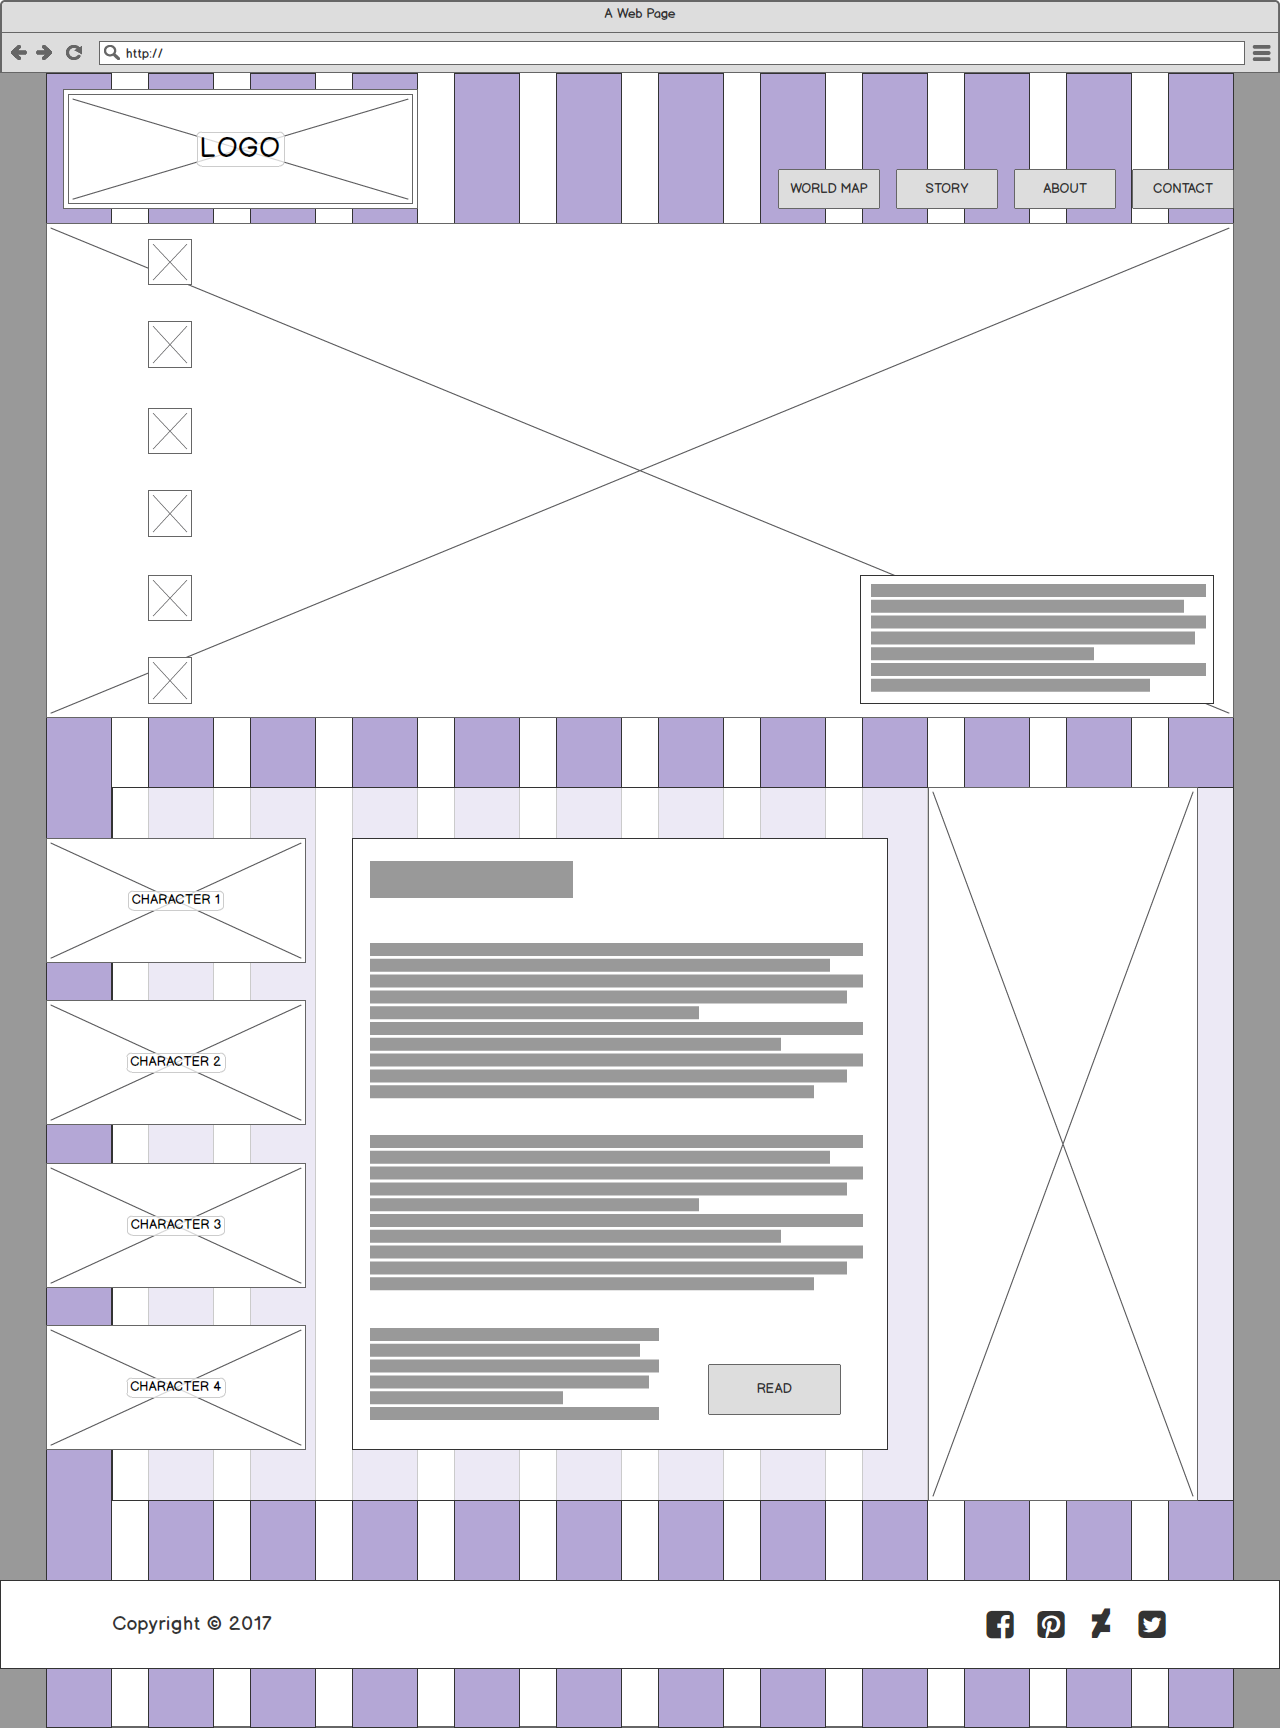 A Web Page
http://
LOGO
WORLD MAP
STORY
ABOUT
CONTACT
CHARACTER 1
CHARACTER 2
CHARACTER 3
CHARACTER 4
READ
Copyright © 2017